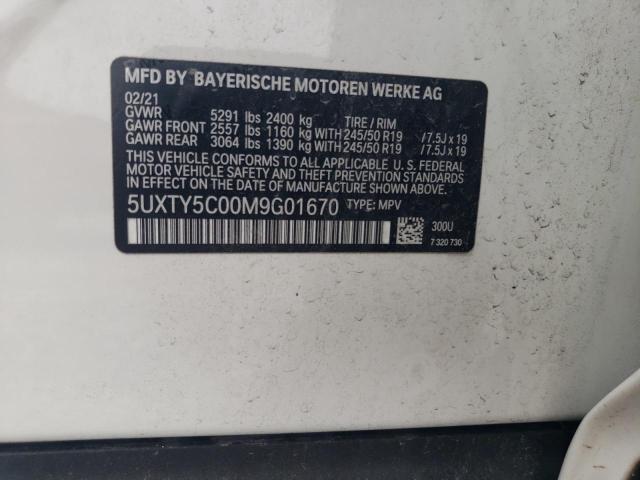 MFD BY BAYERISCHE MOTOREN WERKE AG
02/21
GVWR 5291 lbs 2400 kg TIRE / RIM
GAWR FRONT 2557 lbs 1160 kg WITH 245/50 R19 /7.5J x 19
GAWR REAR 3064 lbs 1390 kg WITH 245/50 R19 /7.5J x 19
THIS VEHICLE CONFORMS TO ALL APPLICABLE U. S. FEDERAL
MOTOR VEHICLE SAFETY AND THEFT PREVENTION STANDARDS
IN EFFECT ON THE DATE OF MANUFACTURE SHOWN ABOVE.
5UXTY5C00M9G01670 TYPE: MPV
300U
7 320 730